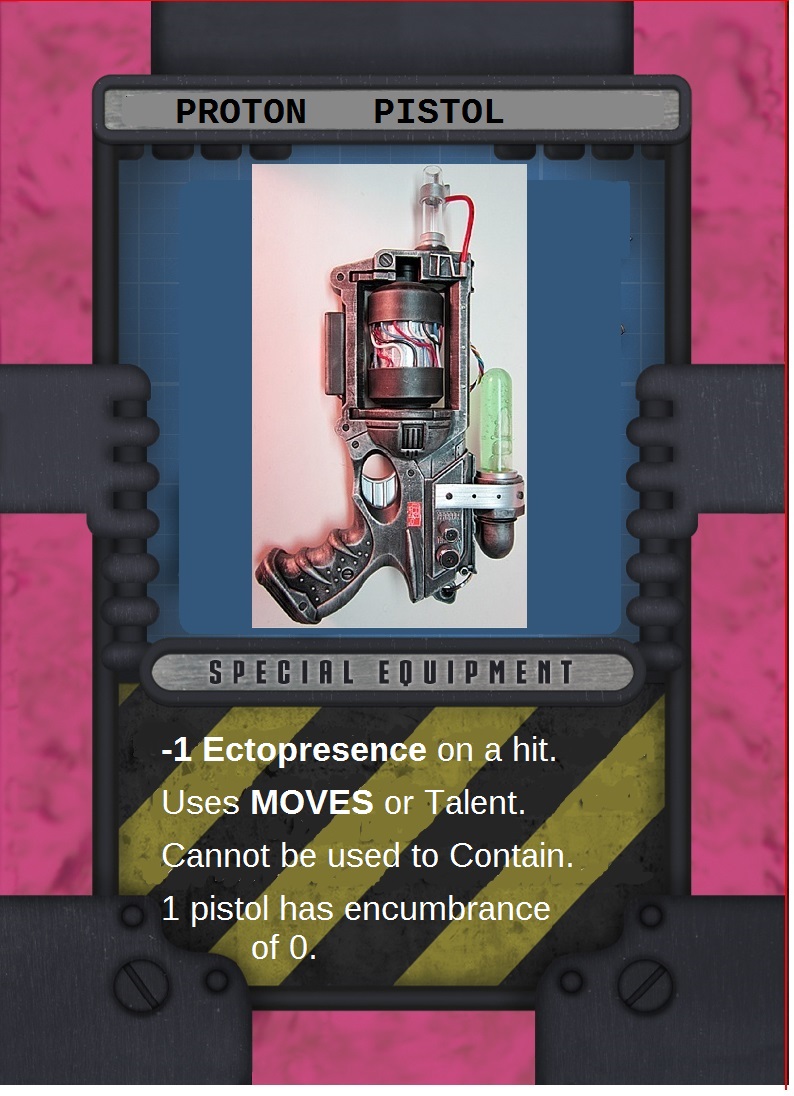 PROTON PISTOL
SPECIAL EQUIPMENT
-1 Ectopresence on a hit.
Uses MOVES or Talent.
Cannot be used to Contain.
1 pistol has encumbrance
of 0.